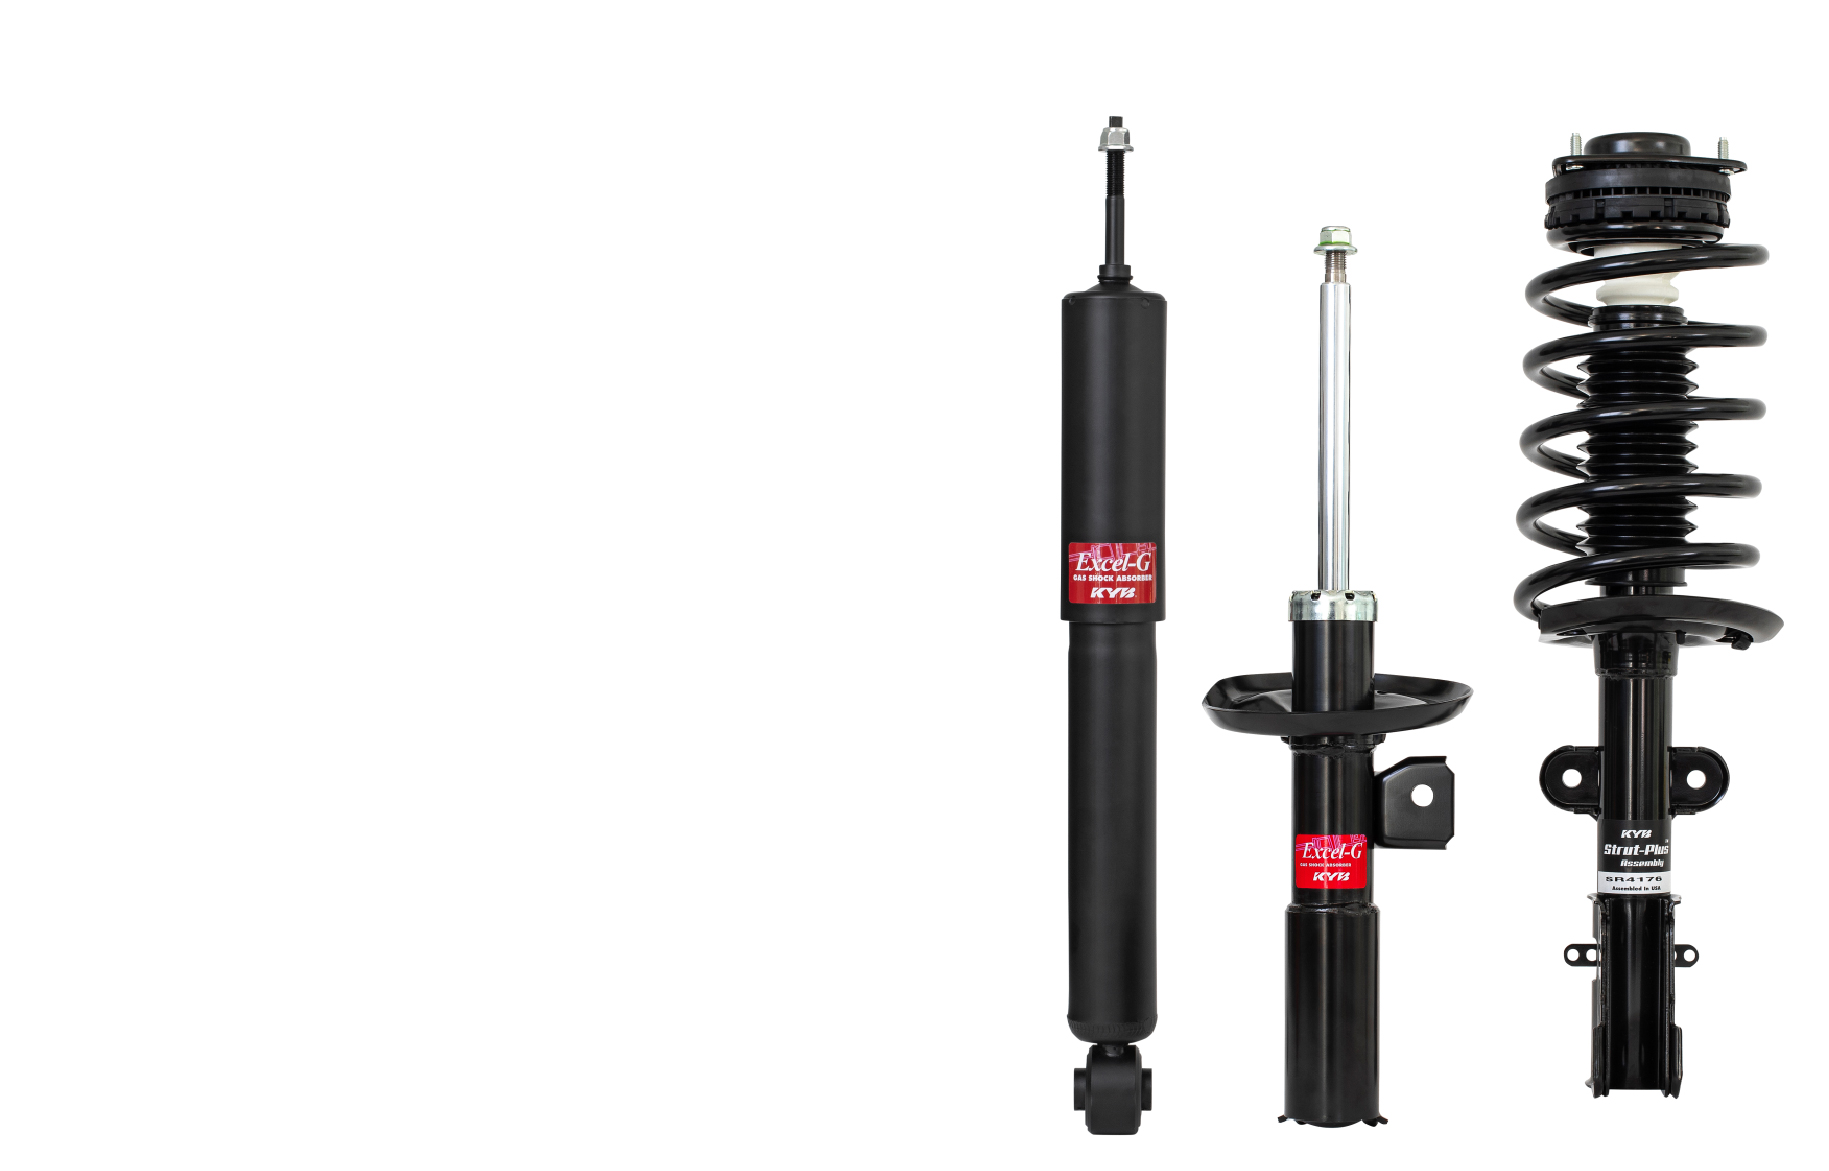 Excel-G
GAS SHOCK ABSORBER
KYB
Excel-G
GAS SHOCK ABSORBER
KYB
KYB
Strut-Plus
Assembly
SR4176
Assembled In USA